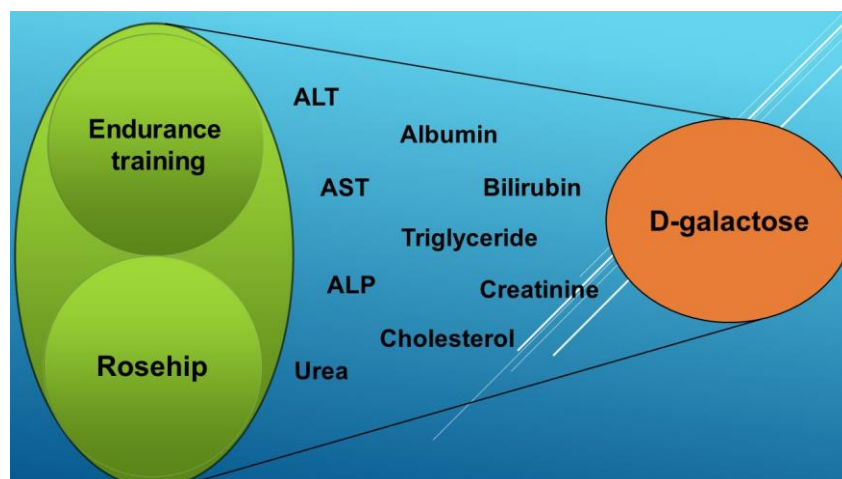 Endurance
training
Rosehip
ALT
Albumin
AST
Bilirubin
Triglyceride
ALP
Creatinine
Cholesterol
Urea
D-galactose